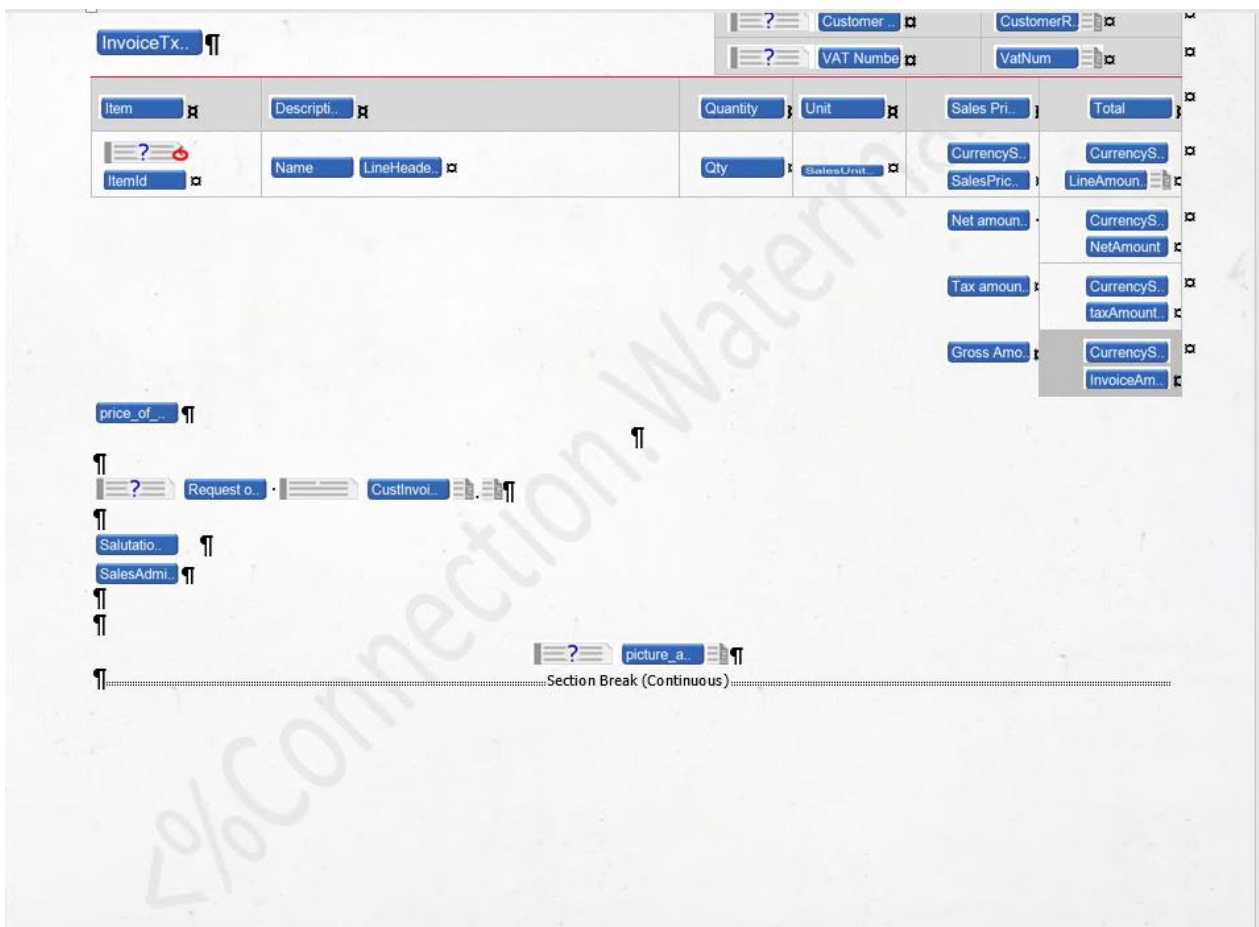 InvoiceTx.. ¶
? Customer .. ¤ CustomerR.. ¤ ¤
? VAT Numbe ¤ VatNum ¤ ¤
Item ¤ Descripti.. ¤ Quantity ¤ Unit ¤ Sales Pri.. ¤ Total ¤ ¤
? CurrencyS.. CurrencyS.. ¤
ItemId ¤ Name LineHeade.. ¤ Qty ¤ SalesUnit.. ¤ SalesPric.. ¤ LineAmoun.. ¤
Net amoun.. CurrencyS.. ¤
NetAmount ¤
Tax amoun.. ¤ CurrencyS.. ¤
taxAmount.. ¤
Gross Amo.. ¤ CurrencyS.. ¤
InvoiceAm.. ¤
price_of_.. ¶
¶
¶
? Request o.. · CustInvoi.. . ¶
¶
Salutatio.. ¶
SalesAdmi.. ¶
¶
¶
? picture_a.. ¶
¶ Section Break (Continuous)
<%Connection.Waterma